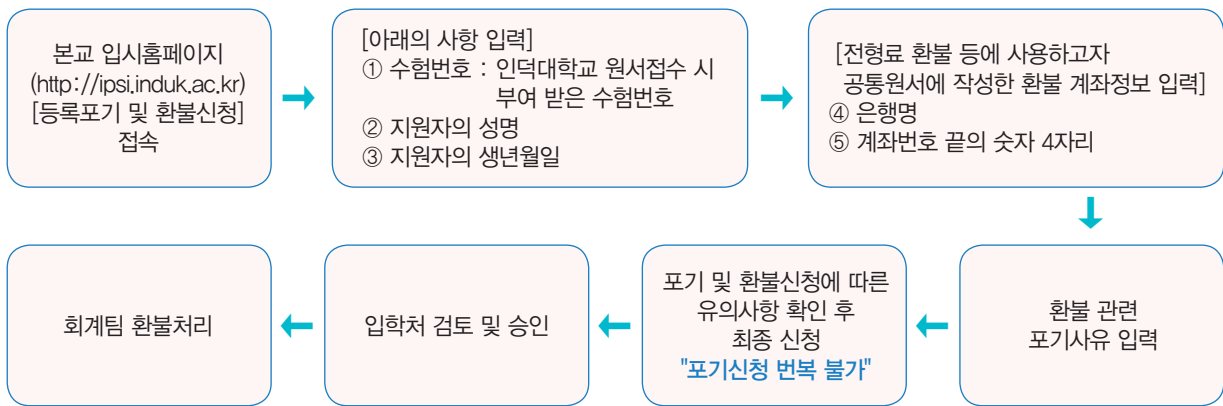 본교 입시홈페이지
(http://ipsi.induk.ac.kr)
[등록포기 및 환불신청]
접속
[아래의 사항 입력]
① 수험번호 : 인덕대학교 원서접수 시
부여 받은 수험번호
② 지원자의 성명
③ 지원자의 생년월일
[전형료 환불 등에 사용하고자
공통원서에 작성한 환불 계좌정보 입력]
④ 은행명
⑤ 계좌번호 끝의 숫자 4자리
환불 관련
포기사유 입력
포기 및 환불신청에 따른
유의사항 확인 후
최종 신청
"포기신청 번복 불가"
입학처 검토 및 승인
회계팀 환불처리